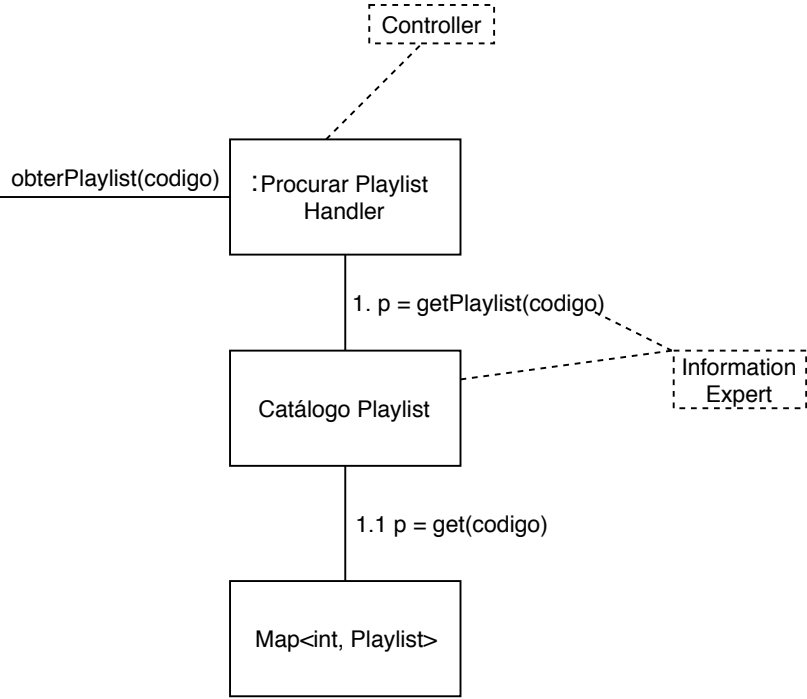 Controller
obterPlaylist(codigo)
:Procurar Playlist
Handler
1. p = getPlaylist(codigo)
Information
Expert
Catálogo Playlist
1.1 p = get(codigo)
Map<int, Playlist>